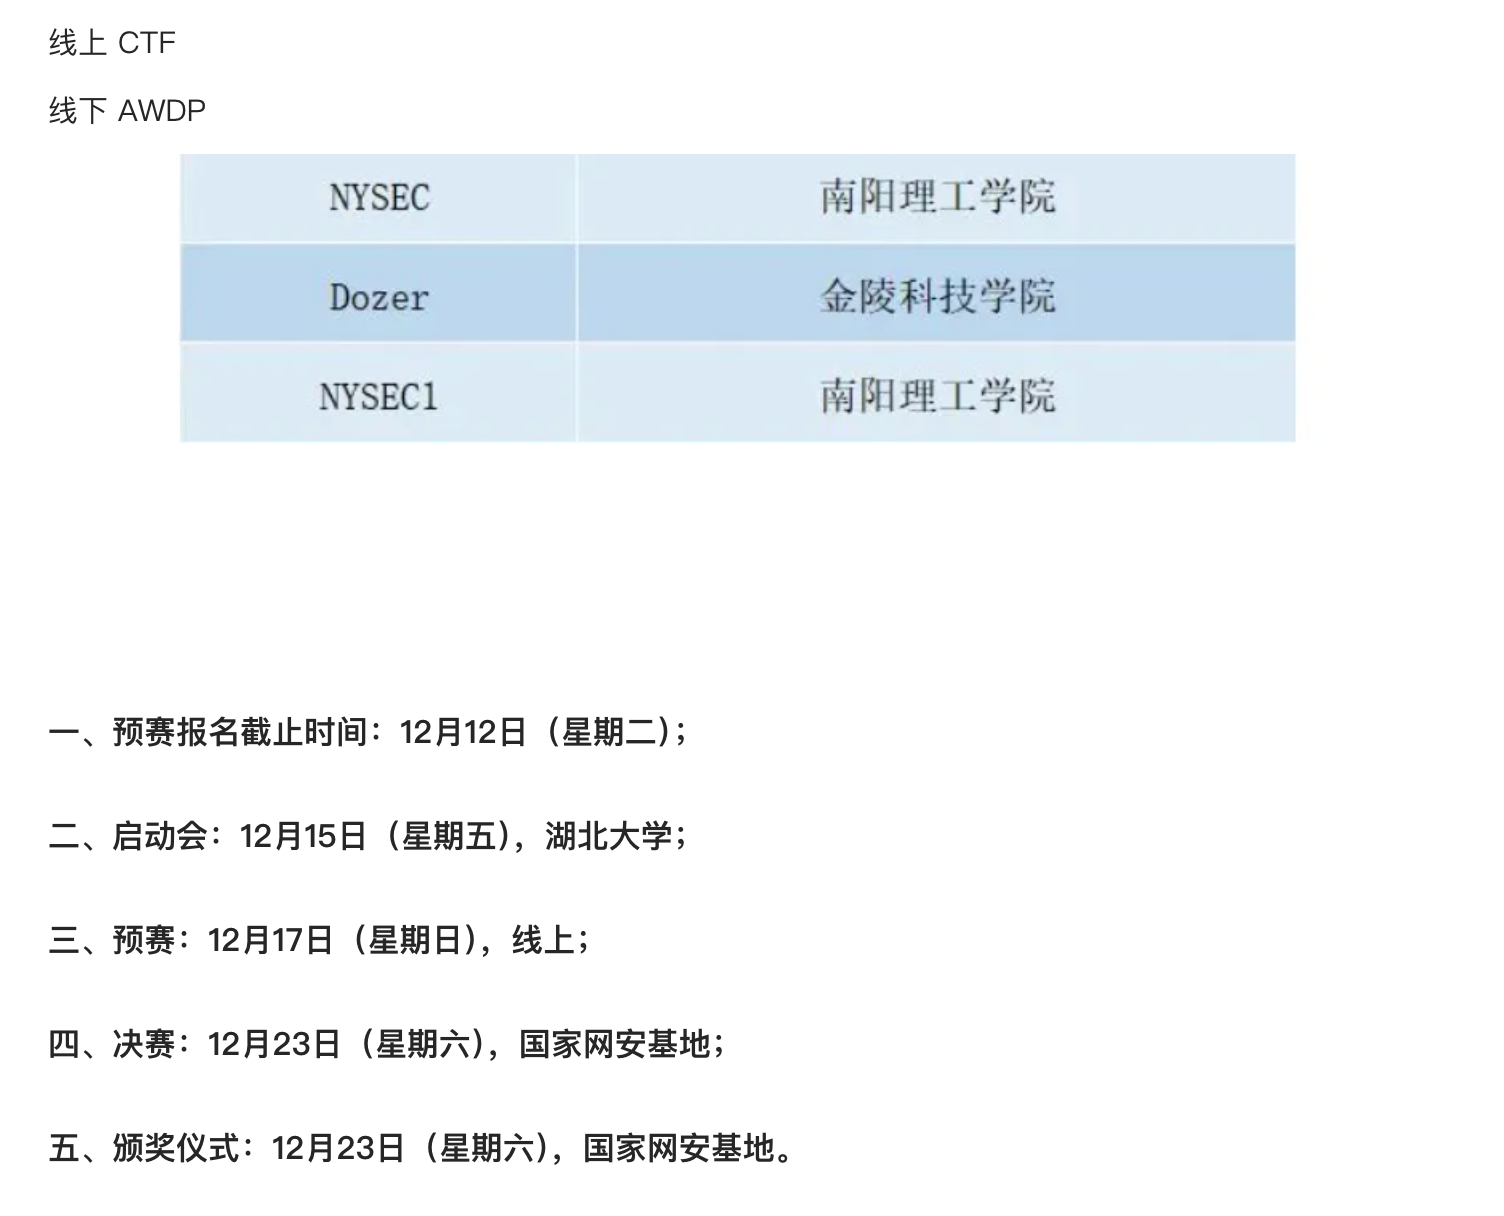 线上 CTF
线下 AWDP
NYSEC 南阳理工学院
Dozer 金陵科技学院
NYSEC1 南阳理工学院
一、预赛报名截止时间：12月12日（星期二）；
二、启动会：12月15日（星期五），湖北大学；
三、预赛：12月17日（星期日），线上；
四、决赛：12月23日（星期六），国家网安基地；
五、颁奖仪式：12月23日（星期六），国家网安基地。